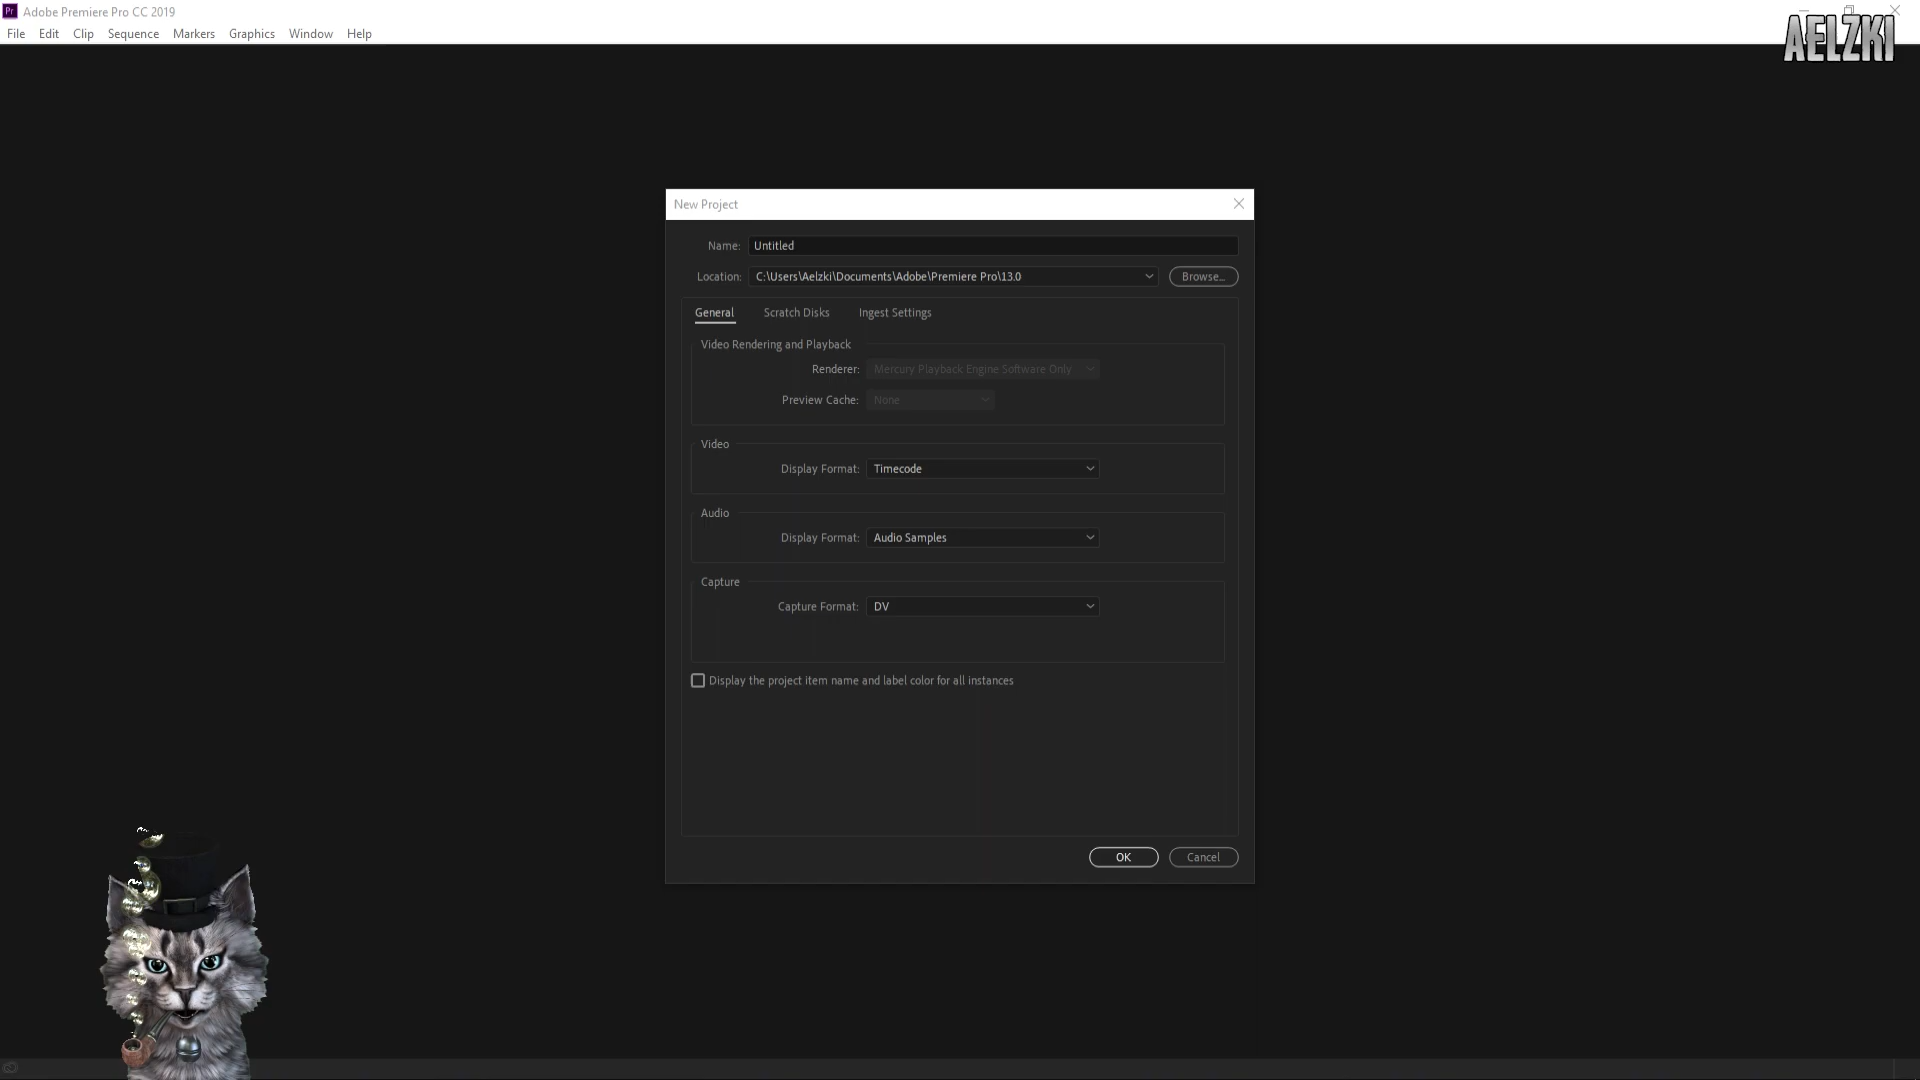 Adobe Premiere Pro CC 2019
File Edit Clip Sequence Markers Graphics Window Help
AELZKI
New Project
Name: Untitled
Location: C:\Users\Aelzki\Documents\Adobe\Premiere Pro\13.0 Browse...
General Scratch Disks Ingest Settings
Video Rendering and Playback
Renderer: Mercury Playback Engine Software Only
Preview Cache: None
Video
Display Format: Timecode
Audio
Display Format: Audio Samples
Capture
Capture Format: DV
Display the project item name and label color for all instances
OK Cancel